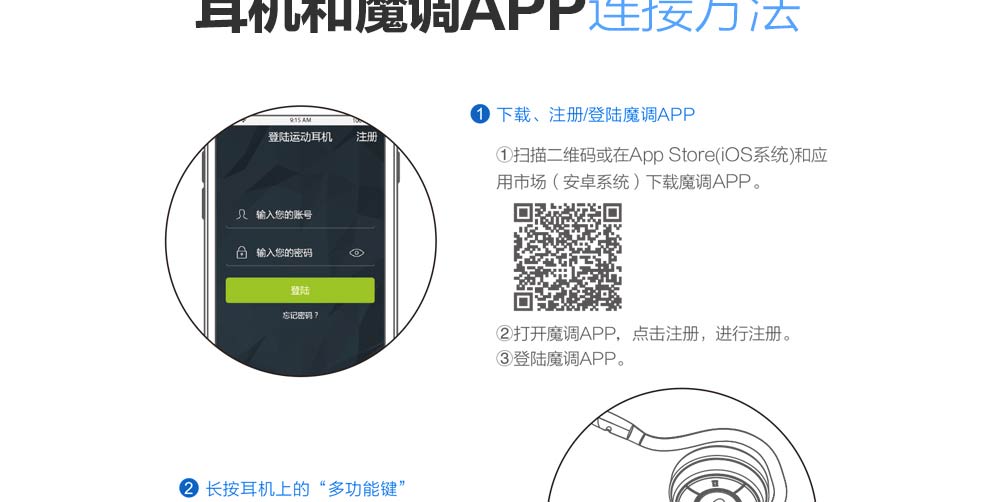 耳机和魔调APP连接方法
9:15 AM
登陆运动耳机 注册
输入您的账号
输入您的密码
登陆
忘记密码？
1 下载、注册/登陆魔调APP
①扫描二维码或在App Store(iOS系统)和应
用市场（安卓系统）下载魔调APP。
②打开魔调APP，点击注册，进行注册。
③登陆魔调APP。
2 长按耳机上的“多功能键”